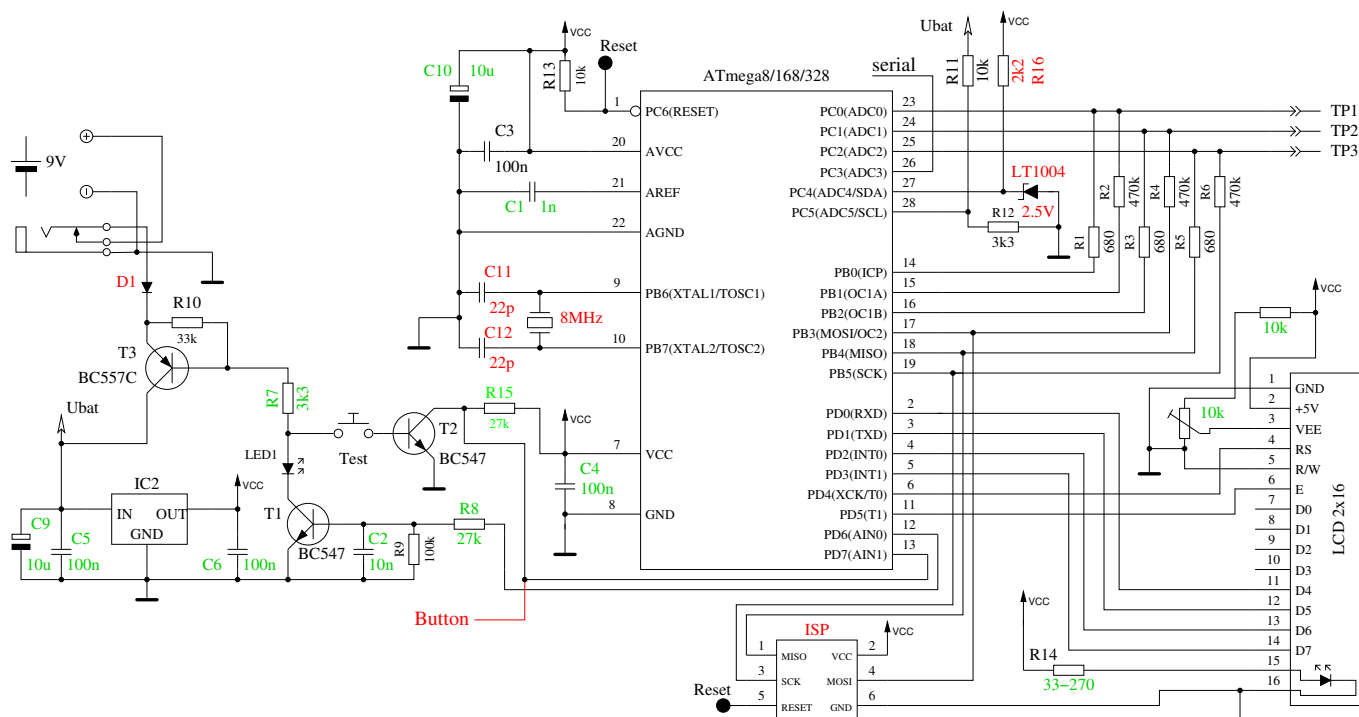 VCC
Reset
Ubat
VCC
C10
10u
R13
10k
ATmega8/168/328
serial
R11
10k
2k2
R16
1
PC6(RESET)
PC0(ADC0)
23
TP1
PC1(ADC1)
24
TP2
PC2(ADC2)
25
TP3
PC3(ADC3)
26
C3
100n
20
AVCC
9V
+
−
21
AREF
C1
1n
PC4(ADC4/SDA)
27
LT1004
2.5V
PC5(ADC5/SCL)
28
R12
3k3
22
AGND
R1
680
R2
470k
R3
680
R4
470k
R5
680
R6
470k
D1
C11
22p
9
PB6(XTAL1/TOSC1)
8MHz
C12
22p
10
PB7(XTAL2/TOSC2)
PB0(ICP)
14
PB1(OC1A)
15
PB2(OC1B)
16
PB3(MOSI/OC2)
17
PB4(MISO)
18
PB5(SCK)
19
VCC
10k
R10
33k
T3
BC557C
R7
3k3
Ubat
R15
27k
VCC
Test
T2
BC547
7
VCC
C4
100n
8
GND
PD0(RXD)
2
PD1(TXD)
3
PD2(INT0)
4
PD3(INT1)
5
PD4(XCK/T0)
6
PD5(T1)
11
PD6(AIN0)
12
PD7(AIN1)
13
10k
LED1
IC2
IN
OUT
GND
VCC
C9
10u
C5
100n
C6
100n
T1
BC547
C2
10n
R9
100k
R8
27k
Button
1
GND
2
+5V
3
VEE
4
RS
5
R/W
6
E
7
D0
8
D1
9
D2
10
D3
11
D4
12
D5
13
D6
14
D7
15
16
LCD 2x16
VCC
R14
33−270
ISP
VCC
1
MISO
VCC
2
3
SCK
MOSI
4
Reset
5
RESET
GND
6